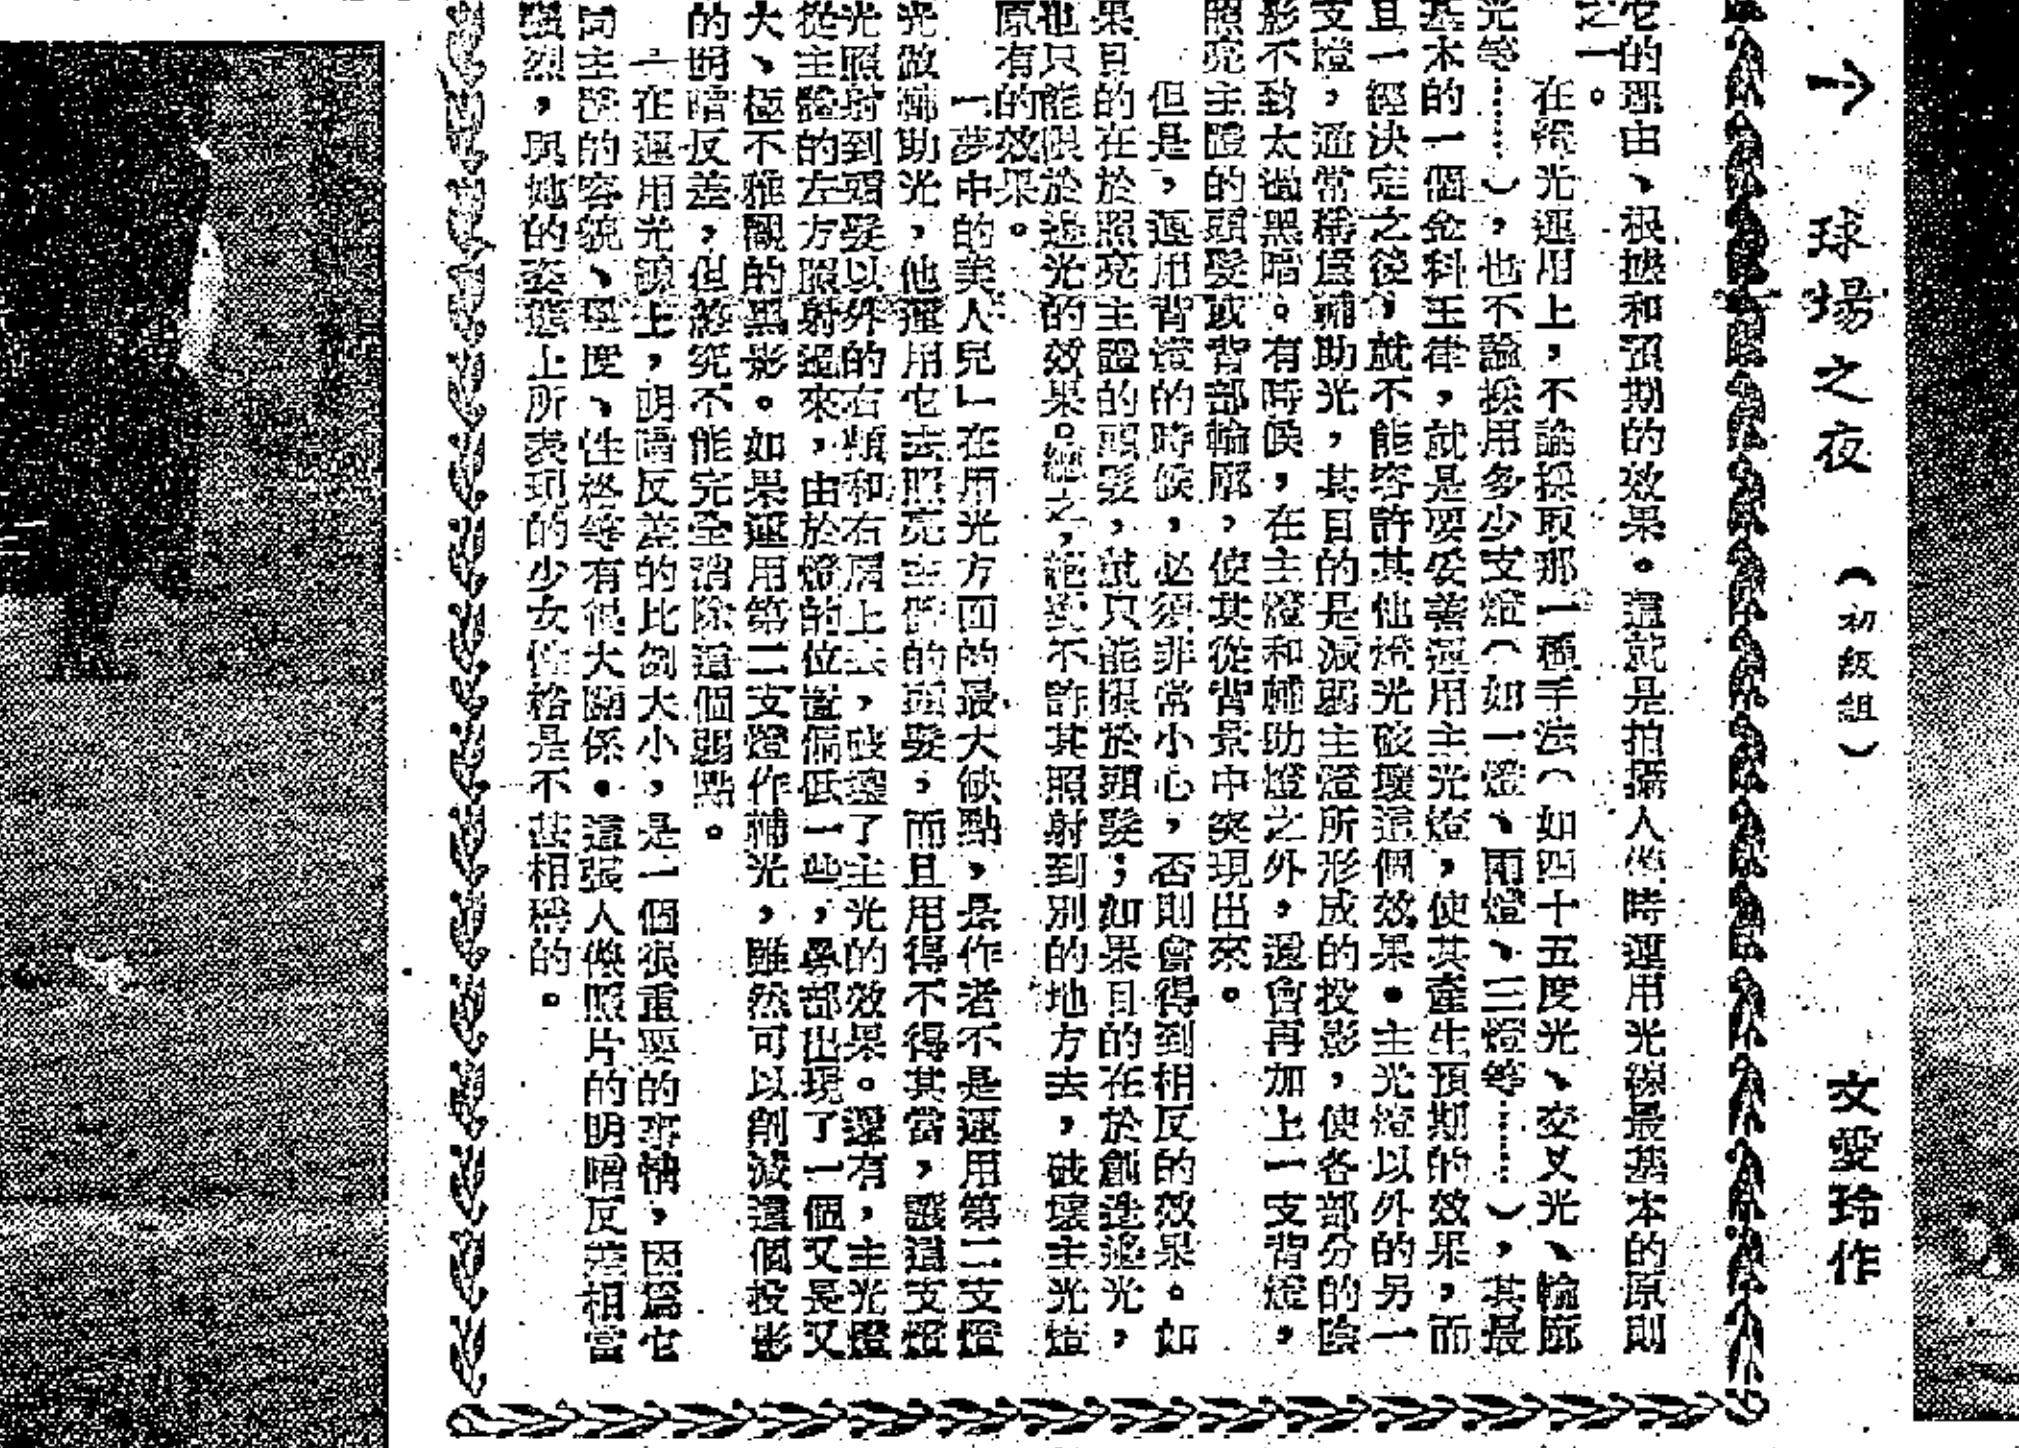 → 球場之夜 (初級組) 文愛玲作
它的理由、根據和預期的效果。這就是拍攝人像時運用光線最基本的原則
之一。
在燈光運用上,不論採取那一種手法(如四十五度光、交叉光、輪廓
光等……),也不論採用多少支燈(如一燈、兩燈、三燈等……),其最
基本的一個金科玉律,就是要妥善運用主光燈,使其產生預期的效果,而
且一經決定之後,就不能容許其他燈光破壞這個效果。主光燈以外的另一
支燈,通常稱爲輔助光,其目的是減弱主燈所形成的投影,使各部分的陰
影不致太過黑暗。有時候,在主燈和輔助燈之外,還會再加上一支背燈,
照亮主體的頭髮或背部輪廓,使其從背景中突現出來。
但是,運用背燈的時候,必須非常小心,否則會得到相反的效果。如
果目的在於照亮主體的頭髮,就只能限於頭髮;如果目的在於創造邊光,
也只能限於邊光的效果。總之,絕對不許其照射到別的地方去,破壞主光燈
原有的效果。
「夢中的美人兒」在用光方面的最大缺點,是作者不是運用第二支燈
光做輔助光,他運用它去照亮主體的頭髮,而且用得不得其當,讓這支燈
光照射到頭髮以外的右頰和右肩上去,破壞了主光的效果。還有,主光燈
從主體的左方照射過來,由於燈的位置偏低一些,鼻部出現了一個又長又
大、極不雅觀的黑影。如果運用第二支燈作輔光,雖然可以削減這個投影
的明暗反差,但終究不能完全消除這個弱點。
在運用光源上,明暗反差的比例大小,是一個很重要的事情,因爲它
同主體的容貌、風度、性格等有很大關係。這張人像照片的明暗反差相當
強烈,與她的姿態上所表現的少女性格是不甚相稱的。